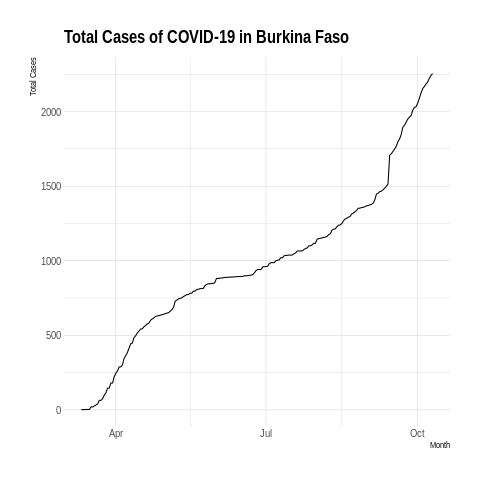 Total Cases of COVID-19 in Burkina Faso
Total Cases
2000
1500
1000
500
0
Apr
Jul
Oct
Month